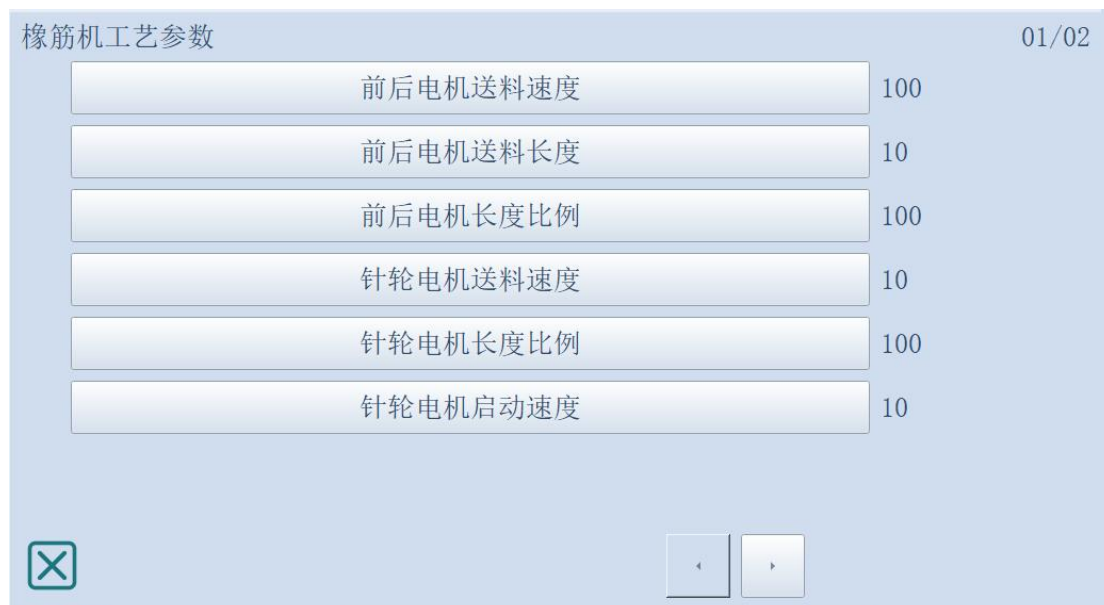 橡筋机工艺参数 01/02
前后电机送料速度 100
前后电机送料长度 10
前后电机长度比例 100
针轮电机送料速度 10
针轮电机长度比例 100
针轮电机启动速度 10